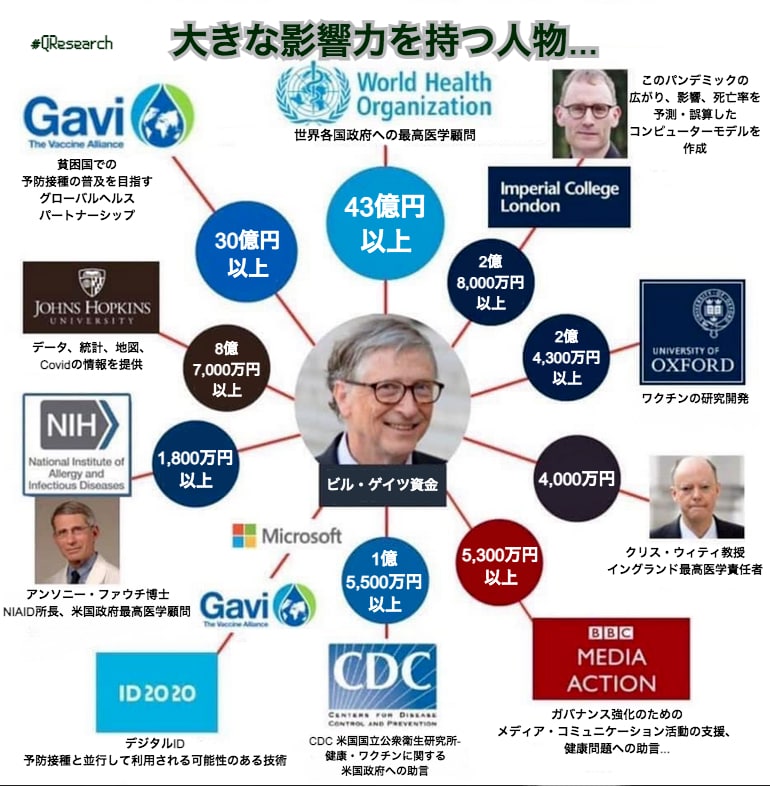 #QResearch
大きな影響力を持つ人物...
Gavi
The Vaccine Alliance
貧困国での
予防接種の普及を目指す
グローバルヘルス
パートナーシップ
World Health
Organization
世界各国政府への最高医学顧問
このパンデミックの
広がり、影響、死亡率を
予測・誤算した
コンピューターモデルを
作成
Imperial College
London
30億円
以上
43億円
以上
2億
8,000万円
以上
JOHNS HOPKINS
UNIVERSITY
データ、統計、地図、
Covidの情報を提供
8億
7,000万円
以上
2億
4,300万円
以上
UNIVERSITY OF
OXFORD
ワクチンの研究開発
NIH
National Institute of
Allergy and
Infectious Diseases
1,800万円
以上
ビル・ゲイツ資金
4,000万円
クリス・ウィティ教授
イングランド最高医学責任者
アンソニー・ファウチ博士
NIAID所長、米国政府最高医学顧問
Microsoft
Gavi
The Vaccine Alliance
1億
5,500万円
以上
5,300万円
以上
ID2020
デジタルID
予防接種と並行して利用される可能性のある技術
CDC
CENTERS FOR DISEASE
CONTROL AND PREVENTION
CDC 米国国立公衆衛生研究所-
健康・ワクチンに関する
米国政府への助言
BBC
MEDIA
ACTION
ガバナンス強化のための
メディア・コミュニケーション活動の支援、
健康問題への助言...